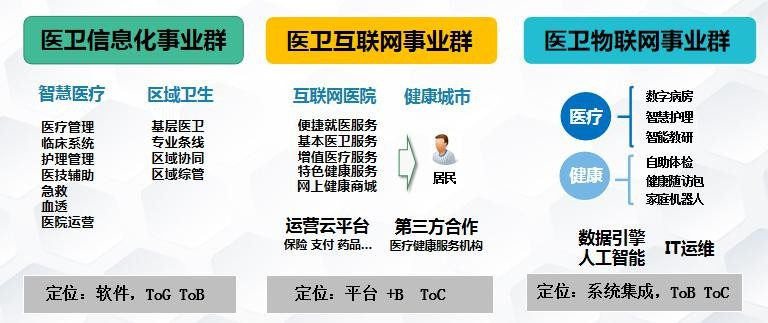 医卫信息化事业群
智慧医疗
区域卫生
医疗管理
临床系统
护理管理
医技辅助
急救
血透
医院运营
基层医卫
专业条线
区域协同
区域综管
定位：软件，ToG ToB
医卫互联网事业群
互联网医院
健康城市
便捷就医服务
基本医卫服务
增值医疗服务
特色健康服务
网上健康商城
居民
运营云平台
保险 支付 药品...
第三方合作
医疗健康服务机构
定位：平台 +B ToC
医卫物联网事业群
医疗
数字病房
智慧护理
智能教研
健康
自助体检
健康随访包
家庭机器人
数据引擎
人工智能
IT运维
定位：系统集成，ToB ToC